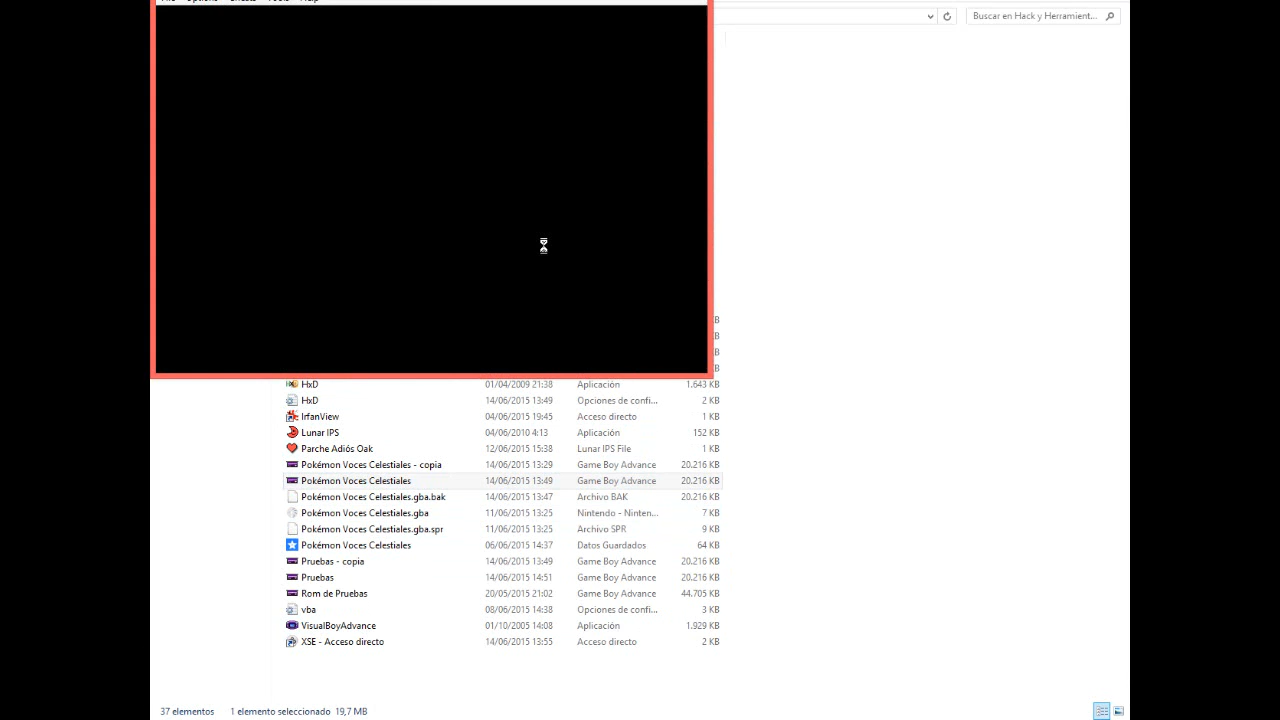 File Options Cheats Tools Help
Buscar en Hack y Herramient...
KB
KB
KB
KB
HxD 01/04/2009 21:38 Aplicación 1.643 KB
HxD 14/06/2015 13:49 Opciones de confi... 2 KB
IrfanView 04/06/2015 19:45 Acceso directo 1 KB
Lunar IPS 04/06/2010 4:13 Aplicación 152 KB
Parche Adiós Oak 12/06/2015 15:38 Lunar IPS File 1 KB
Pokémon Voces Celestiales - copia 14/06/2015 13:29 Game Boy Advance 20.216 KB
Pokémon Voces Celestiales 14/06/2015 13:49 Game Boy Advance 20.216 KB
Pokémon Voces Celestiales.gba.bak 14/06/2015 13:47 Archivo BAK 20.216 KB
Pokémon Voces Celestiales.gba 11/06/2015 13:25 Nintendo - Ninten... 7 KB
Pokémon Voces Celestiales.gba.spr 11/06/2015 13:25 Archivo SPR 9 KB
Pokémon Voces Celestiales 06/06/2015 14:37 Datos Guardados 64 KB
Pruebas - copia 14/06/2015 13:49 Game Boy Advance 20.216 KB
Pruebas 14/06/2015 14:51 Game Boy Advance 20.216 KB
Rom de Pruebas 20/05/2015 21:02 Game Boy Advance 44.705 KB
vba 08/06/2015 14:38 Opciones de confi... 3 KB
VisualBoyAdvance 01/10/2005 14:08 Aplicación 1.929 KB
XSE - Acceso directo 14/06/2015 13:55 Acceso directo 2 KB
37 elementos 1 elemento seleccionado 19,7 MB